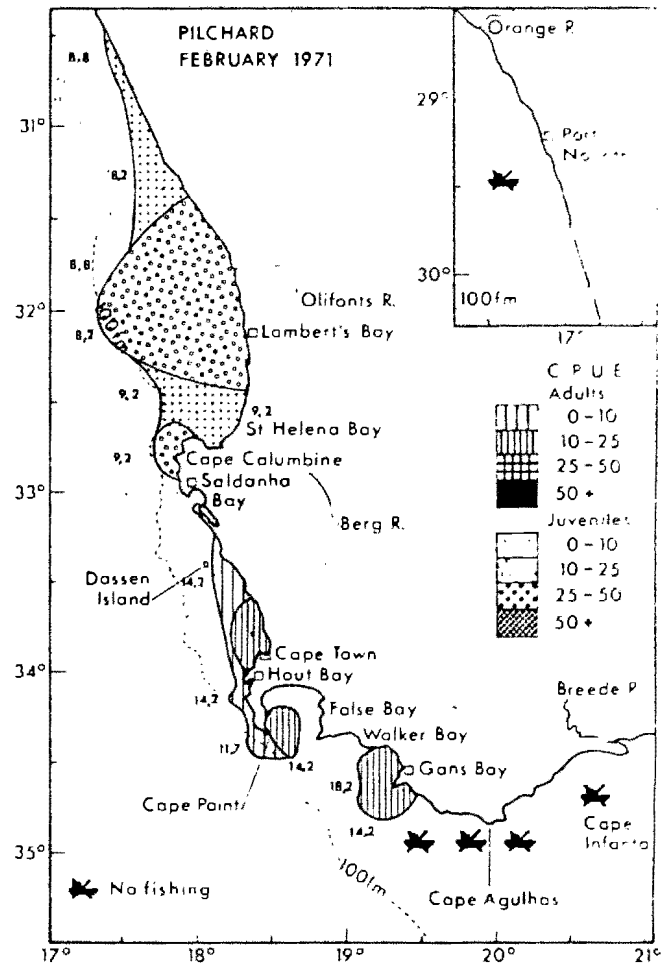 PILCHARD
FEBRUARY 1971
Orange R.
29°
30°
100fm
17°
8,8
31°
8,2
8,8
32°
8,2
Olifants R.
Lambert's Bay
9,2
9,2
St Helena Bay
9,2
Cape Calumbine
Saldanha
Bay
33°
Berg R.
Dassen
Island
14,2
Cape Town
Hout Bay
34°
14,2
False Bay
Walker Bay
Breede R.
11,7
14,2
Gans Bay
18,2
Cape Point
14,2
Cape
Infanta
35°
100fm
No fishing
Cape Agulhas
17°
18°
19°
20°
21°
C P U E
Adults
0-10
10-25
25-50
50+
Juveniles
0-10
10-25
25-50
50+